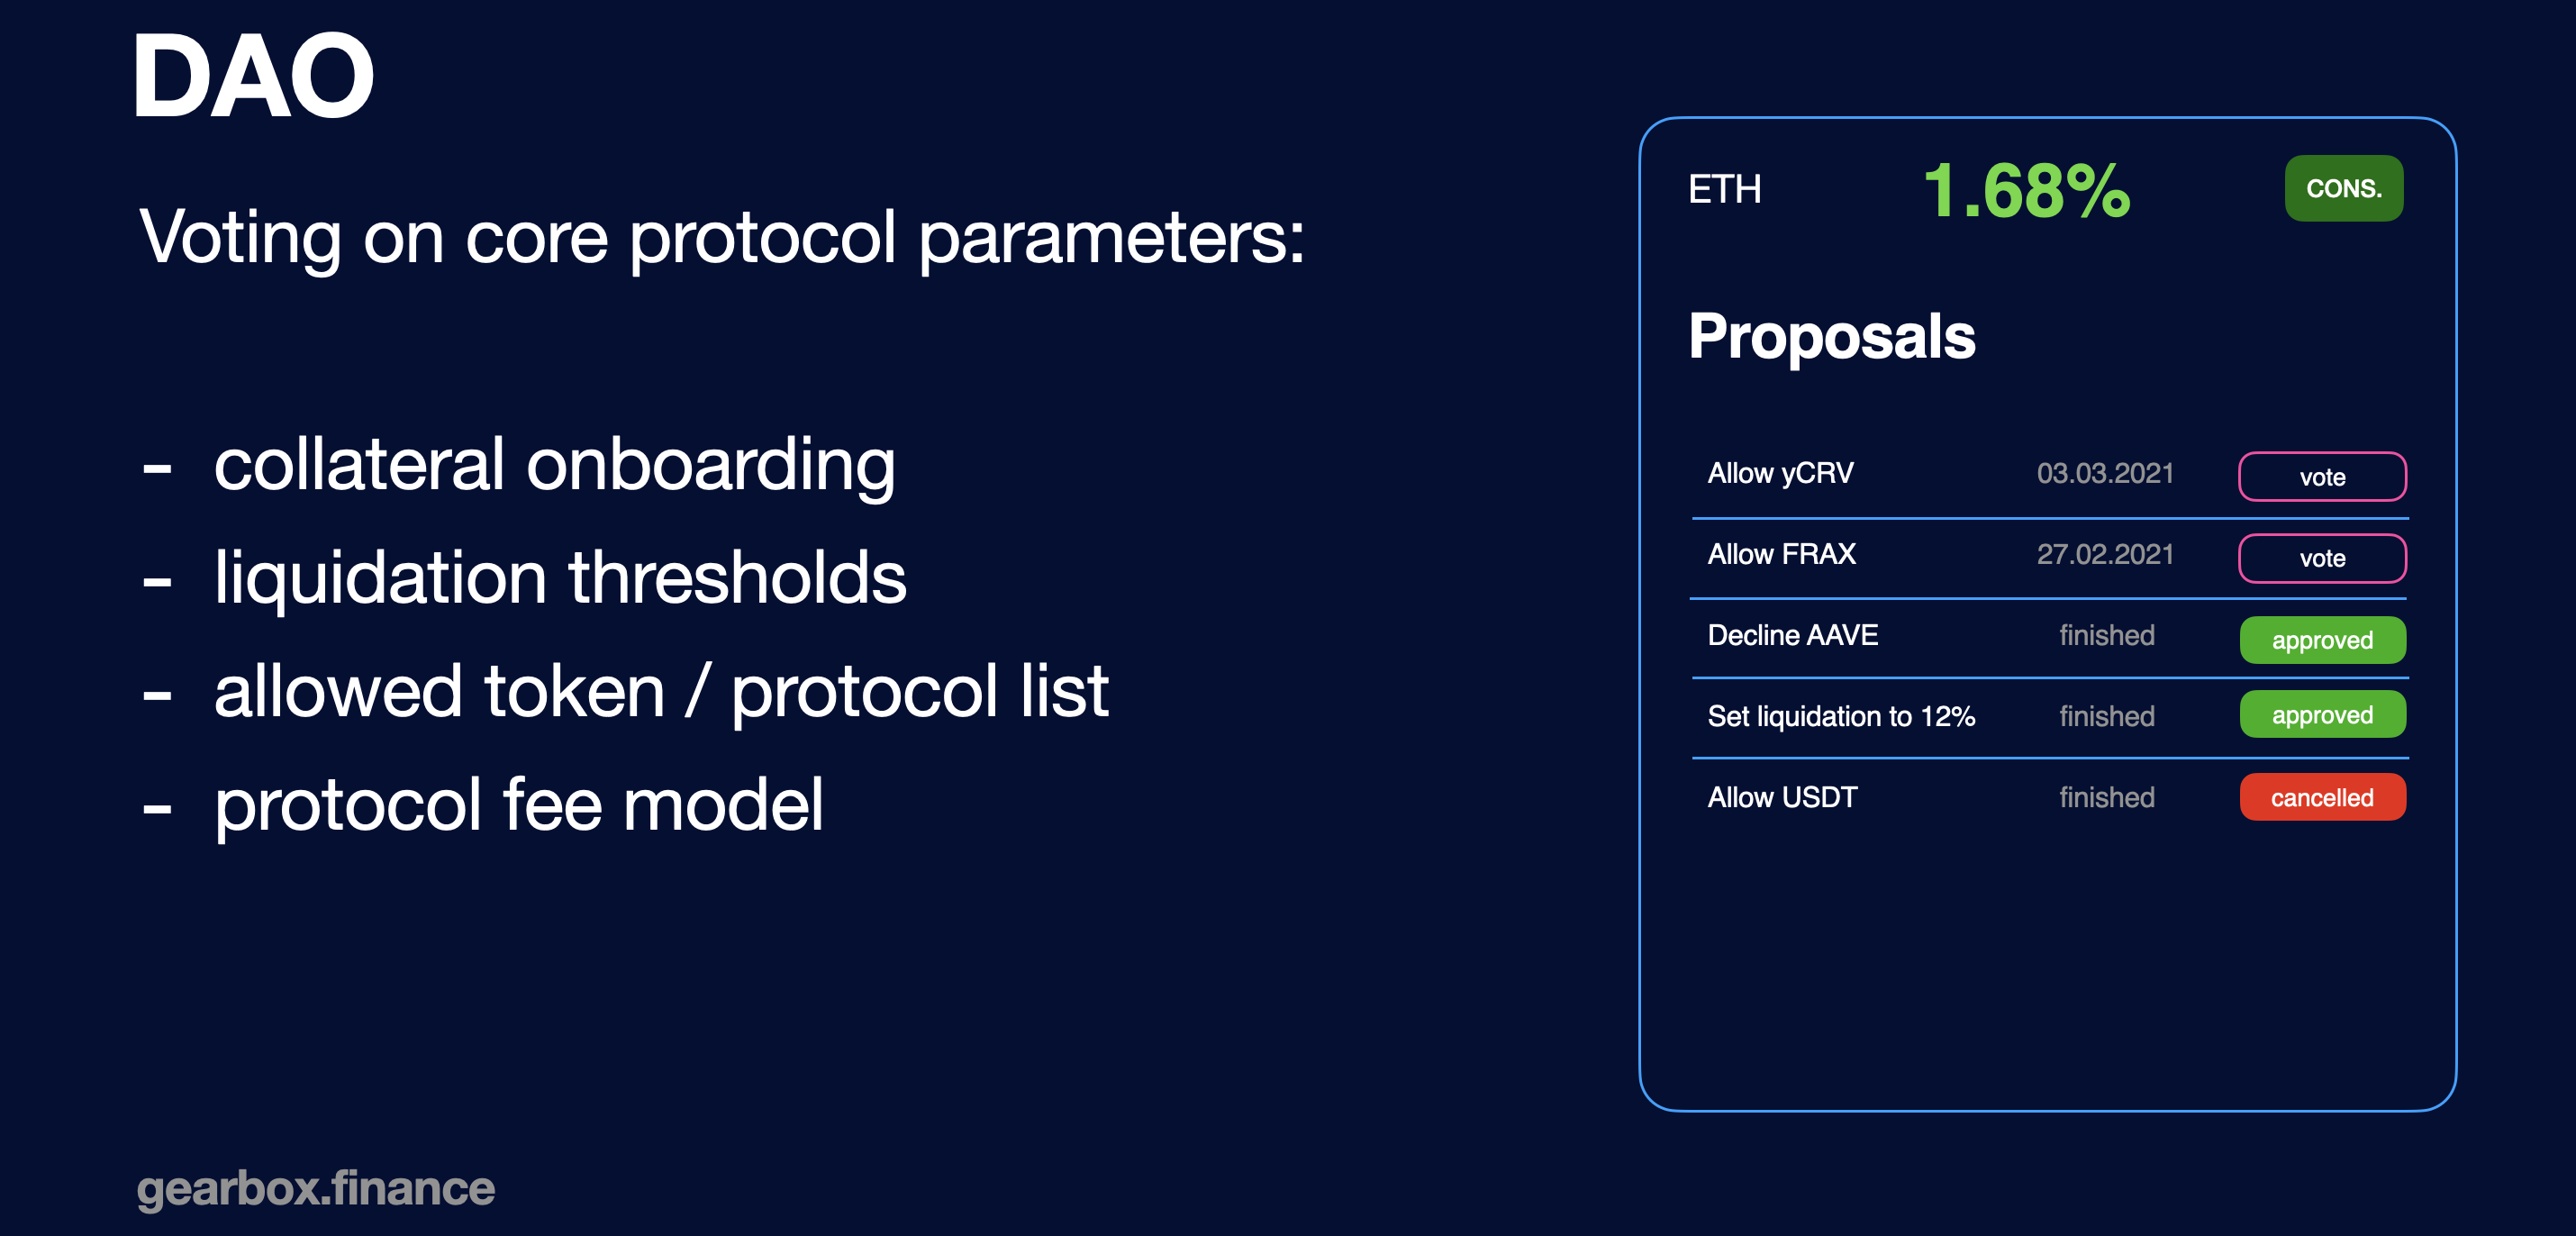 DAO
Voting on core protocol parameters:
- collateral onboarding
- liquidation thresholds
- allowed token / protocol list
- protocol fee model
gearbox.finance
ETH 1.68% CONS.
Proposals
Allow yCRV 03.03.2021 vote
Allow FRAX 27.02.2021 vote
Decline AAVE finished approved
Set liquidation to 12% finished approved
Allow USDT finished cancelled